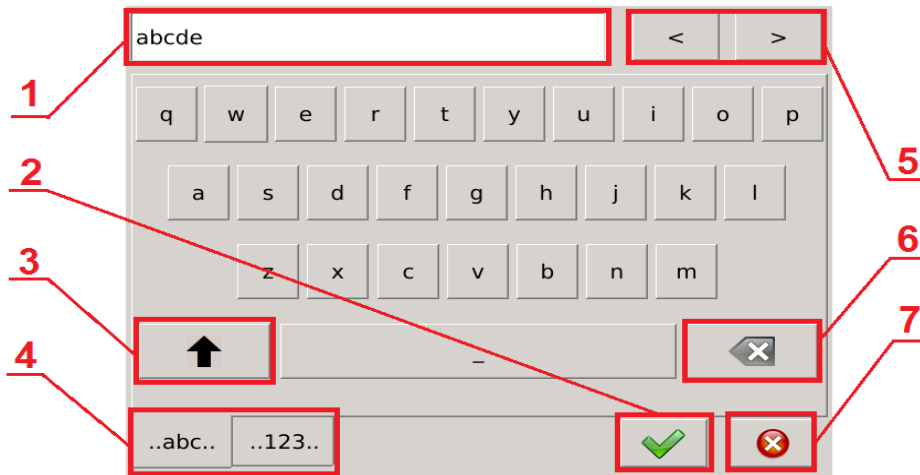 abcde < >
1
q w e r t y u i o p
2 5
a s d f g h j k l
3 6
z x c v b n m
4 _ 7
..abc.. ..123..